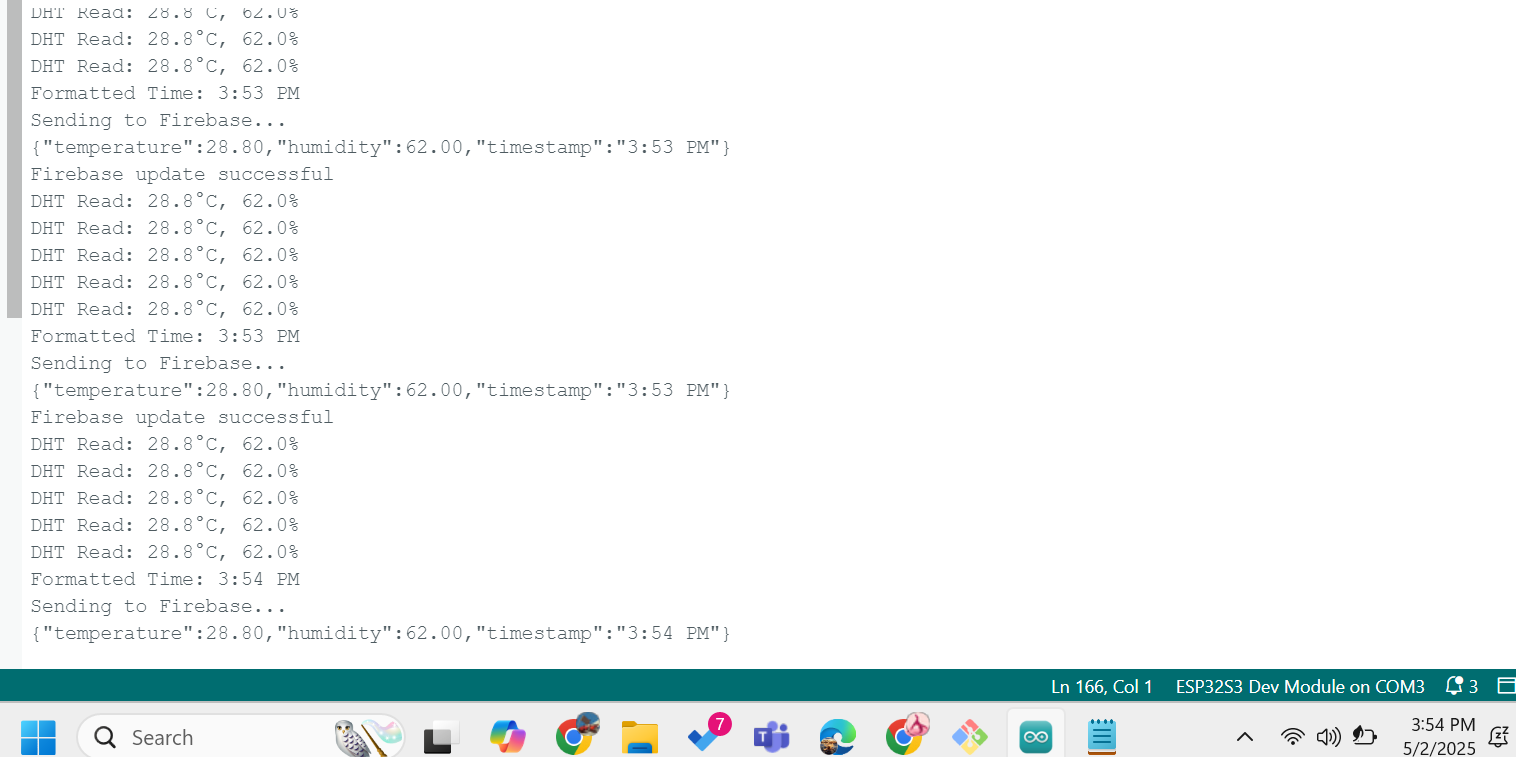 DHT Read: 28.8°C, 62.0%
DHT Read: 28.8°C, 62.0%
DHT Read: 28.8°C, 62.0%
Formatted Time: 3:53 PM
Sending to Firebase...
{"temperature":28.80,"humidity":62.00,"timestamp":"3:53 PM"}
Firebase update successful
DHT Read: 28.8°C, 62.0%
DHT Read: 28.8°C, 62.0%
DHT Read: 28.8°C, 62.0%
DHT Read: 28.8°C, 62.0%
DHT Read: 28.8°C, 62.0%
Formatted Time: 3:53 PM
Sending to Firebase...
{"temperature":28.80,"humidity":62.00,"timestamp":"3:53 PM"}
Firebase update successful
DHT Read: 28.8°C, 62.0%
DHT Read: 28.8°C, 62.0%
DHT Read: 28.8°C, 62.0%
DHT Read: 28.8°C, 62.0%
DHT Read: 28.8°C, 62.0%
Formatted Time: 3:54 PM
Sending to Firebase...
{"temperature":28.80,"humidity":62.00,"timestamp":"3:54 PM"}
Ln 166, Col 1 ESP32S3 Dev Module on COM3 3
Search 7 T 3:54 PM
5/2/2025